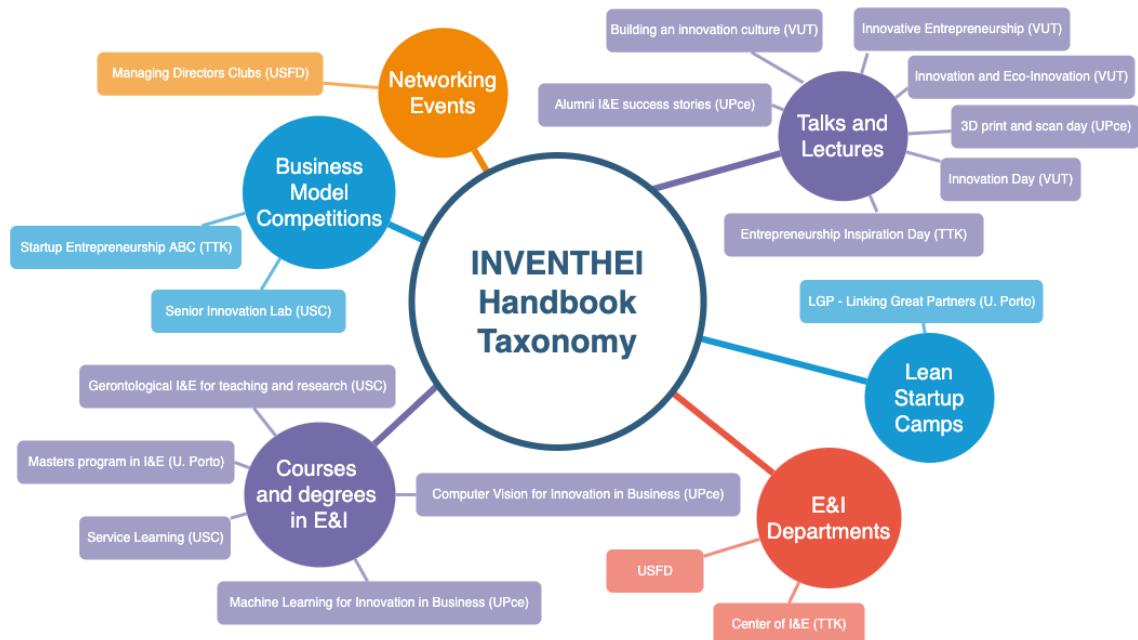 Building an innovation culture (VUT)
Innovative Entrepreneurship (VUT)
Managing Directors Clubs (USFD)
Networking
Events
Innovation and Eco-Innovation (VUT)
Alumni I&E success stories (UPce)
Talks and
Lectures
3D print and scan day (UPce)
Innovation Day (VUT)
Entrepreneurship Inspiration Day (TTK)
Business
Model
Competitions
Startup Entrepreneurship ABC (TTK)
Senior Innovation Lab (USC)
INVENTHEI
Handbook
Taxonomy
LGP - Linking Great Partners (U. Porto)
Lean
Startup
Camps
Gerontological I&E for teaching and research (USC)
Masters program in I&E (U. Porto)
Courses
and degrees
in E&I
Computer Vision for Innovation in Business (UPce)
Service Learning (USC)
Machine Learning for Innovation in Business (UPce)
E&I
Departments
USFD
Center of I&E (TTK)